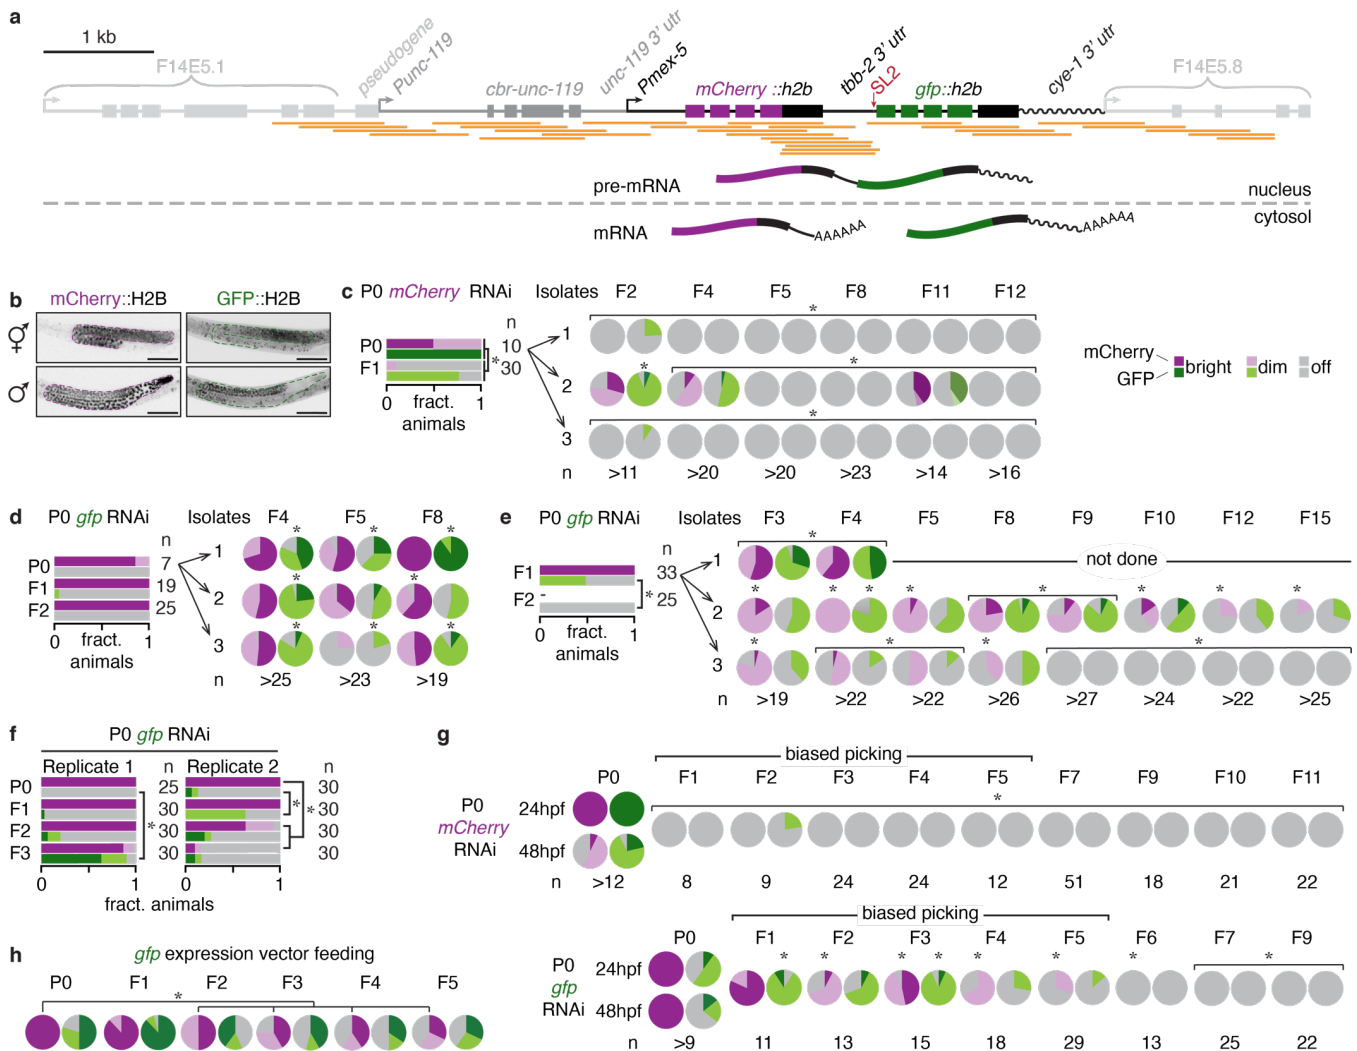 a
1 kb
F14E5.1
pseudogene
Punc-119
cbr-unc-119
unc-119 3' utr
Pmex-5
mCherry ::h2b
tbb-2 3' utr
SL2
gfp::h2b
cye-1 3' utr
F14E5.8
pre-mRNA
nucleus
cytosol
mRNA
AAAAAA
AAAAAA
b
mCherry::H2B
GFP::H2B
⚥
♂
c
P0 mCherry RNAi
Isolates F2 F4 F5 F8 F11 F12
n
P0 10
F1 * 30
0 1
fract.
animals
1 *
2 * *
3 *
n >11 >20 >20 >23 >14 >16
mCherry
GFP
bright dim off
d
P0 gfp RNAi
Isolates F4 F5 F8
n
P0 7
F1 19
F2 25
0 1
fract.
animals
* * *
1
* *
2
* * *
3
n >25 >23 >19
e
P0 gfp RNAi
Isolates F3 F4 F5 F8 F9 F10 F12 F15
n
F1 33
F2 - * 25
0 1
fract.
animals
*
1 not done
* * * * * * * *
2
* * * *
3
n >19 >22 >22 >26 >27 >24 >22 >25
f
P0 gfp RNAi
Replicate 1 n Replicate 2 n
P0 25 30
F1 30 * * 30
F2 * 30 30
F3 30 30
0 1 0 1
fract. animals
g
biased picking
P0 F1 F2 F3 F4 F5 F7 F9 F10 F11
P0
mCherry
RNAi
24hpf
48hpf
*
n >12 8 9 24 24 12 51 18 21 22
biased picking
P0 F1 F2 F3 F4 F5 F6 F7 F9
* * * * * * * *
P0
gfp
RNAi
24hpf
48hpf
n >9 11 13 15 18 29 13 25 22
h
gfp expression vector feeding
P0 F1 F2 F3 F4 F5
*